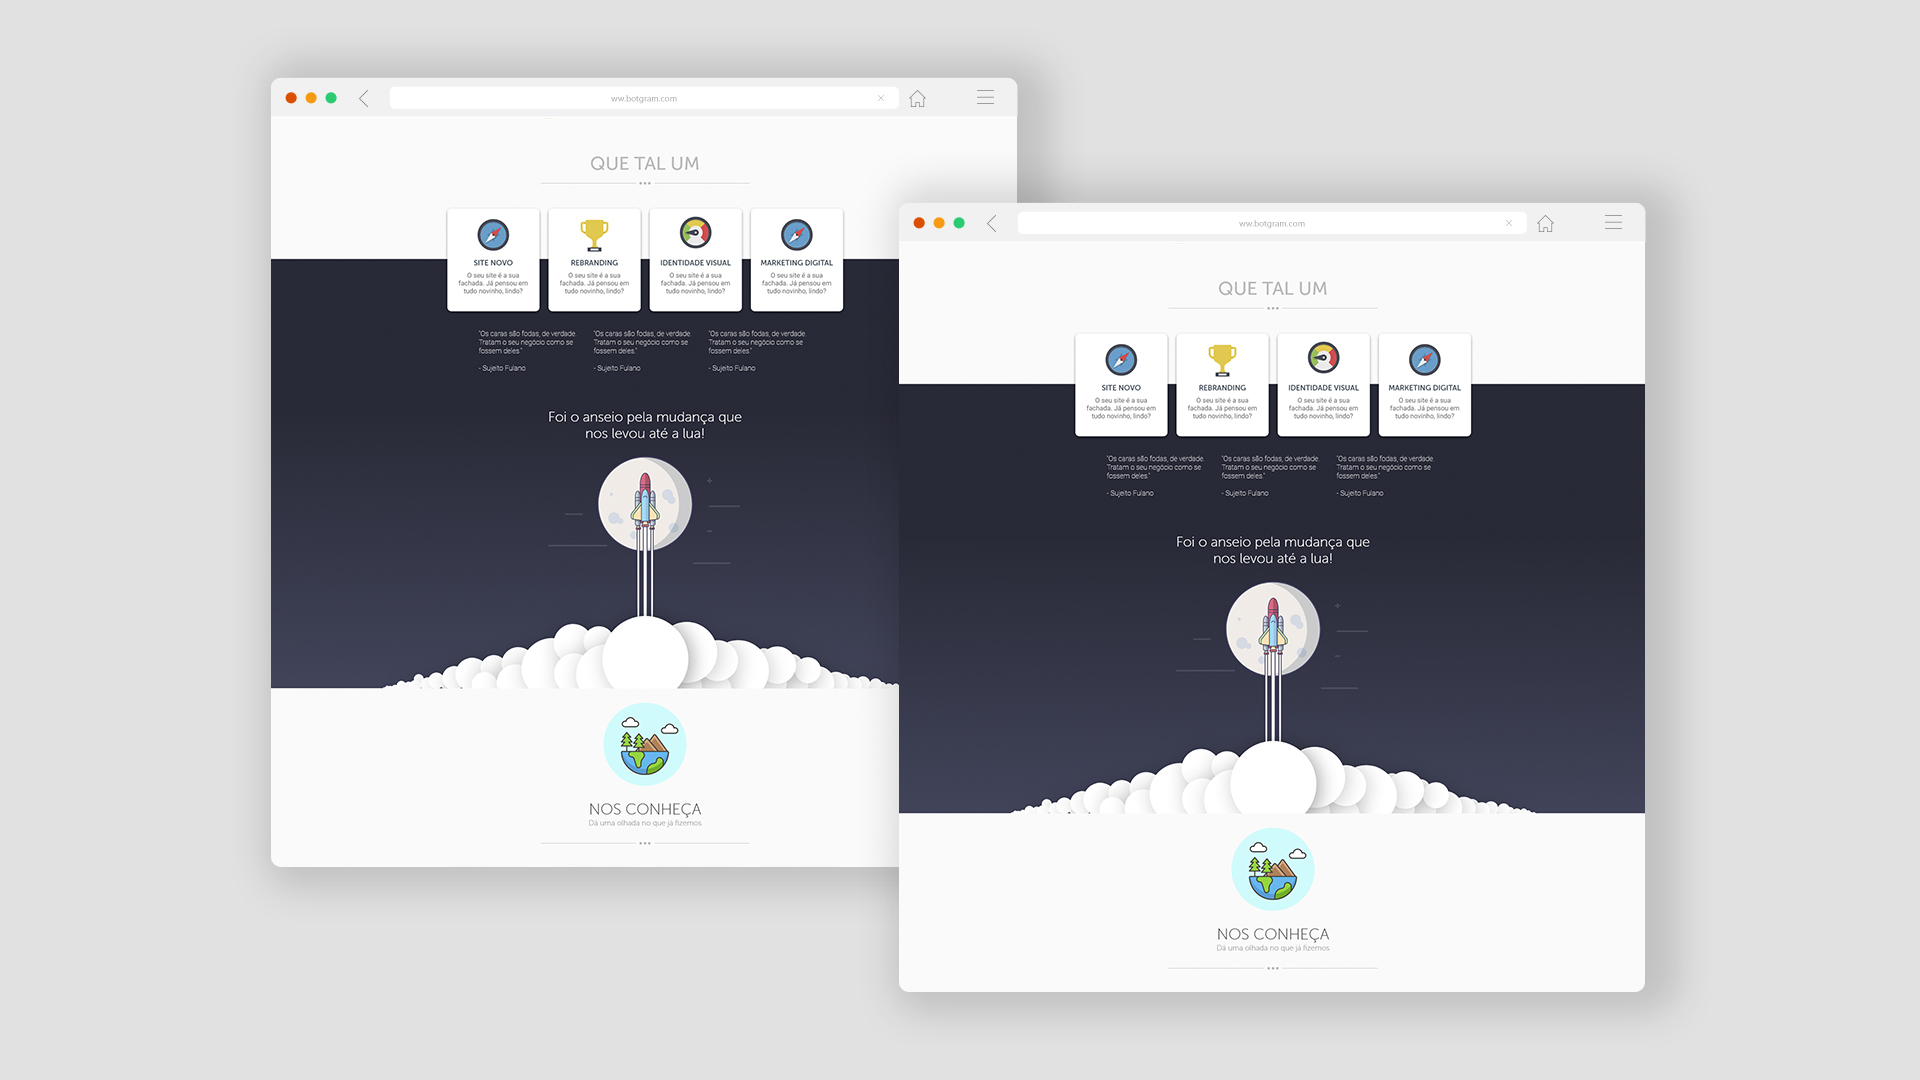 ww.botgram.com
QUE TAL UM
SITE NOVO
O seu site é a sua
fachada. Já pensou em
tudo novinho, lindo?
REBRANDING
O seu site é a sua
fachada. Já pensou em
tudo novinho, lindo?
IDENTIDADE VISUAL
O seu site é a sua
fachada. Já pensou em
tudo novinho, lindo?
MARKETING DIGITAL
O seu site é a sua
fachada. Já pensou em
tudo novinho, lindo?
"Os caras são fodas, de verdade.
Tratam o seu negócio como se
fossem deles."
- Sujeito Fulano
"Os caras são fodas, de verdade.
Tratam o seu negócio como se
fossem deles."
- Sujeito Fulano
"Os caras são fodas, de verdade.
Tratam o seu negócio como se
fossem deles."
- Sujeito Fulano
Foi o anseio pela mudança que
nos levou até a lua!
NOS CONHEÇA
Dá uma olhada no que já fizemos
ww.botgram.com
QUE TAL UM
SITE NOVO
O seu site é a sua
fachada. Já pensou em
tudo novinho, lindo?
REBRANDING
O seu site é a sua
fachada. Já pensou em
tudo novinho, lindo?
IDENTIDADE VISUAL
O seu site é a sua
fachada. Já pensou em
tudo novinho, lindo?
MARKETING DIGITAL
O seu site é a sua
fachada. Já pensou em
tudo novinho, lindo?
"Os caras são fodas, de verdade.
Tratam o seu negócio como se
fossem deles."
- Sujeito Fulano
"Os caras são fodas, de verdade.
Tratam o seu negócio como se
fossem deles."
- Sujeito Fulano
"Os caras são fodas, de verdade.
Tratam o seu negócio como se
fossem deles."
- Sujeito Fulano
Foi o anseio pela mudança que
nos levou até a lua!
NOS CONHEÇA
Dá uma olhada no que já fizemos